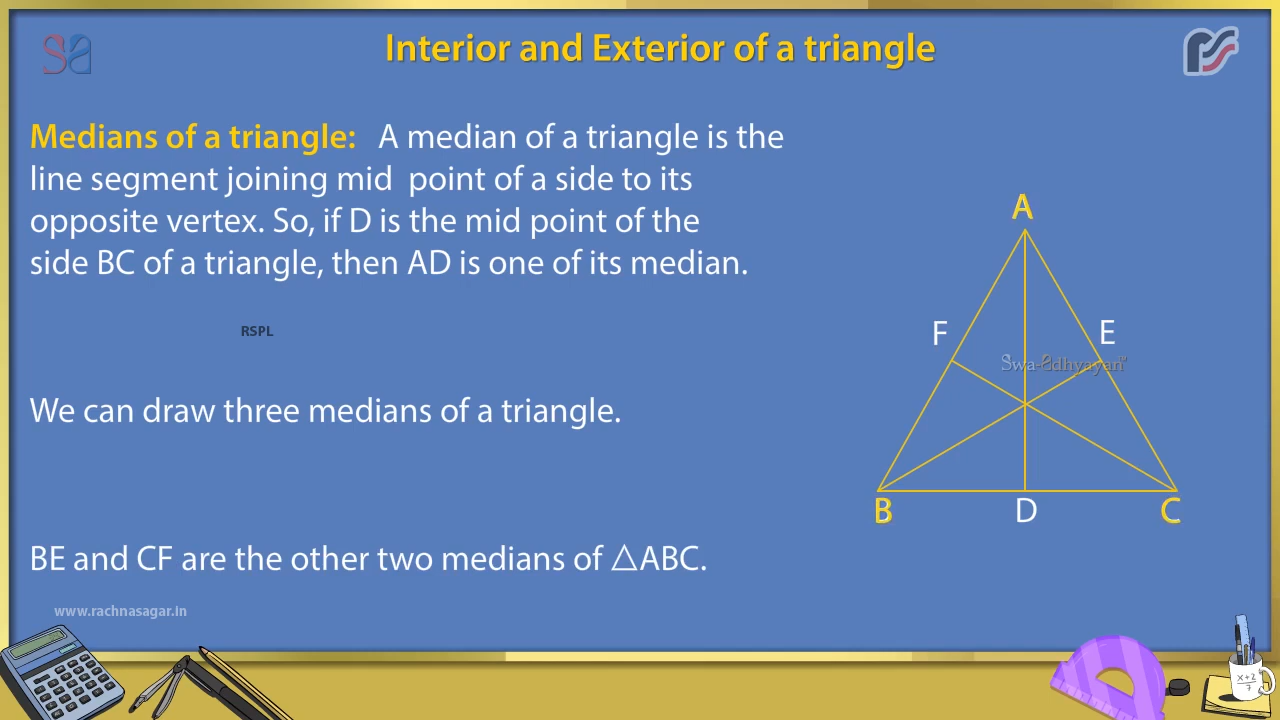 sa
Interior and Exterior of a triangle
Medians of a triangle: A median of a triangle is the
line segment joining mid point of a side to its
opposite vertex. So, if D is the mid point of the
side BC of a triangle, then AD is one of its median.
RSPL
We can draw three medians of a triangle.
BE and CF are the other two medians of △ABC.
www.rachnasagar.in
A
F
E
Swa-adhyayan
B
D
C
x+2
7